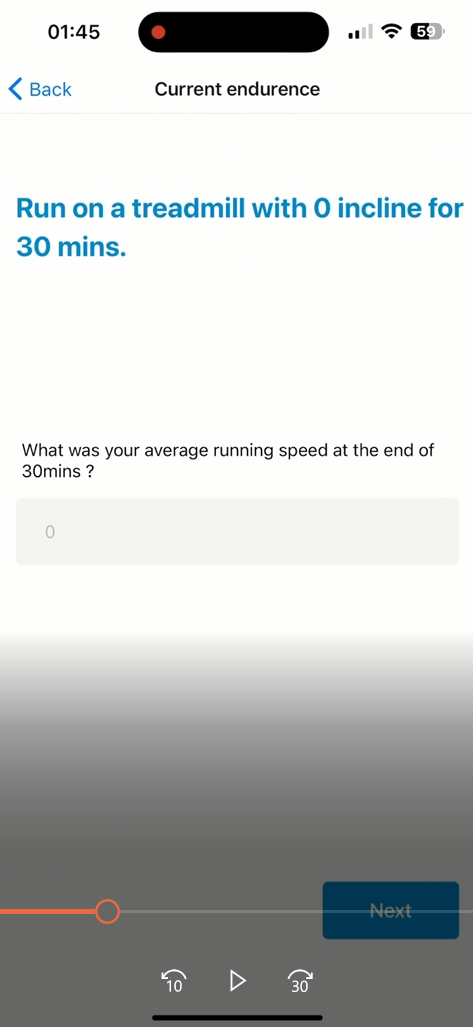 01:45
59
Back
Current endurence
Run on a treadmill with 0 incline for
30 mins.
What was your average running speed at the end of
30mins ?
0
Next
10
30